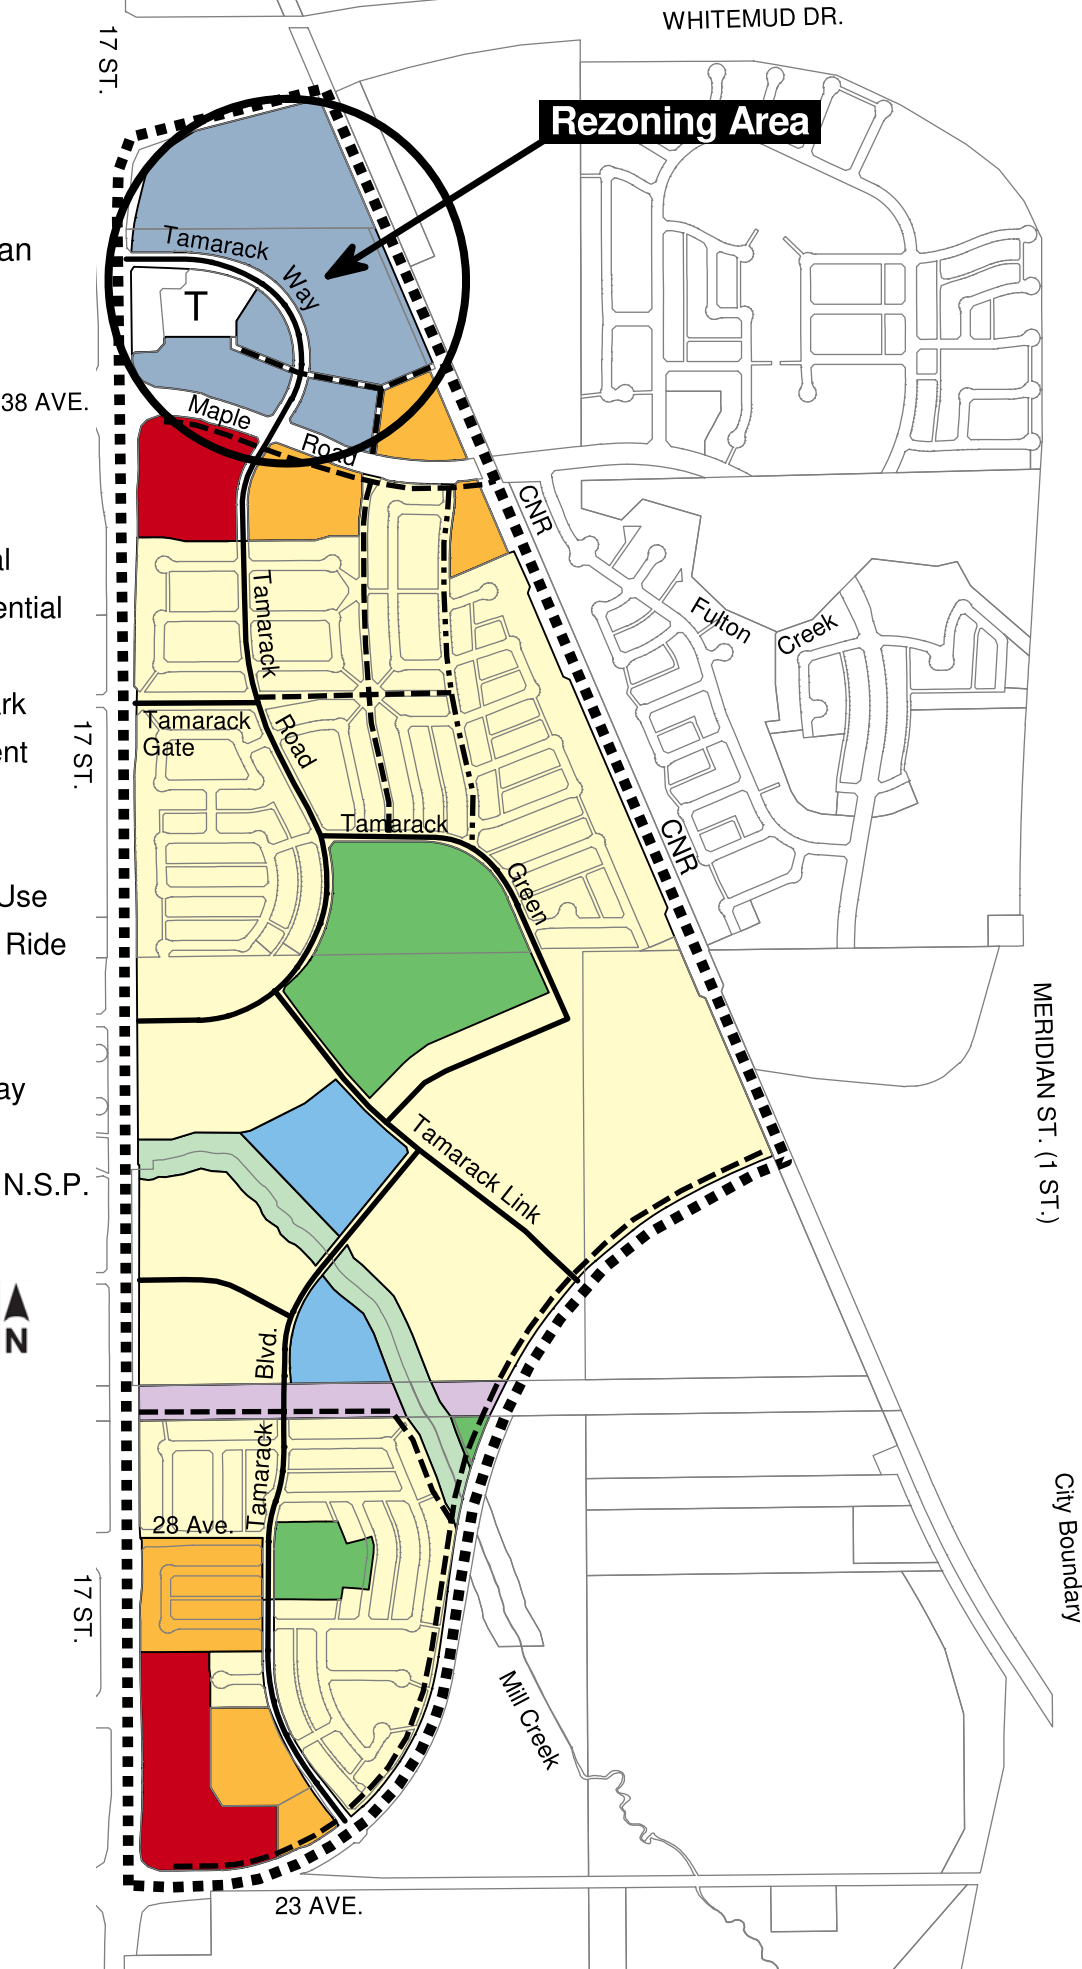 WHITEMUD DR.
17 ST.
Rezoning Area
an
Tamarack
Way
T
38 AVE.
Maple
Road
CNR
al
ential
Tamarack
Fulton
Creek
rk
Tamarack
Gate
Road
17 ST.
ent
Tamarack
CNR
Green
Use
Ride
MERIDIAN ST. (1 ST.)
ay
Tamarack Link
N.S.P.
N
Blvd.
Tamarack
28 Ave.
City Boundary
17 ST.
Mill Creek
23 AVE.